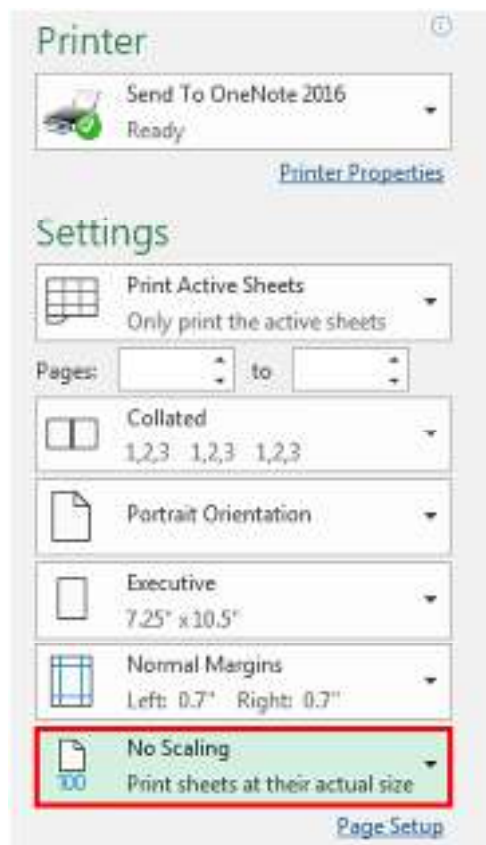 Printer
Send To OneNote 2016
Ready
Printer Properties
Settings
Print Active Sheets
Only print the active sheets
Pages: to
Collated
1,2,3 1,2,3 1,2,3
Portrait Orientation
Executive
7.25" x 10.5"
Normal Margins
Left: 0.7" Right: 0.7"
No Scaling
100
Print sheets at their actual size
Page Setup